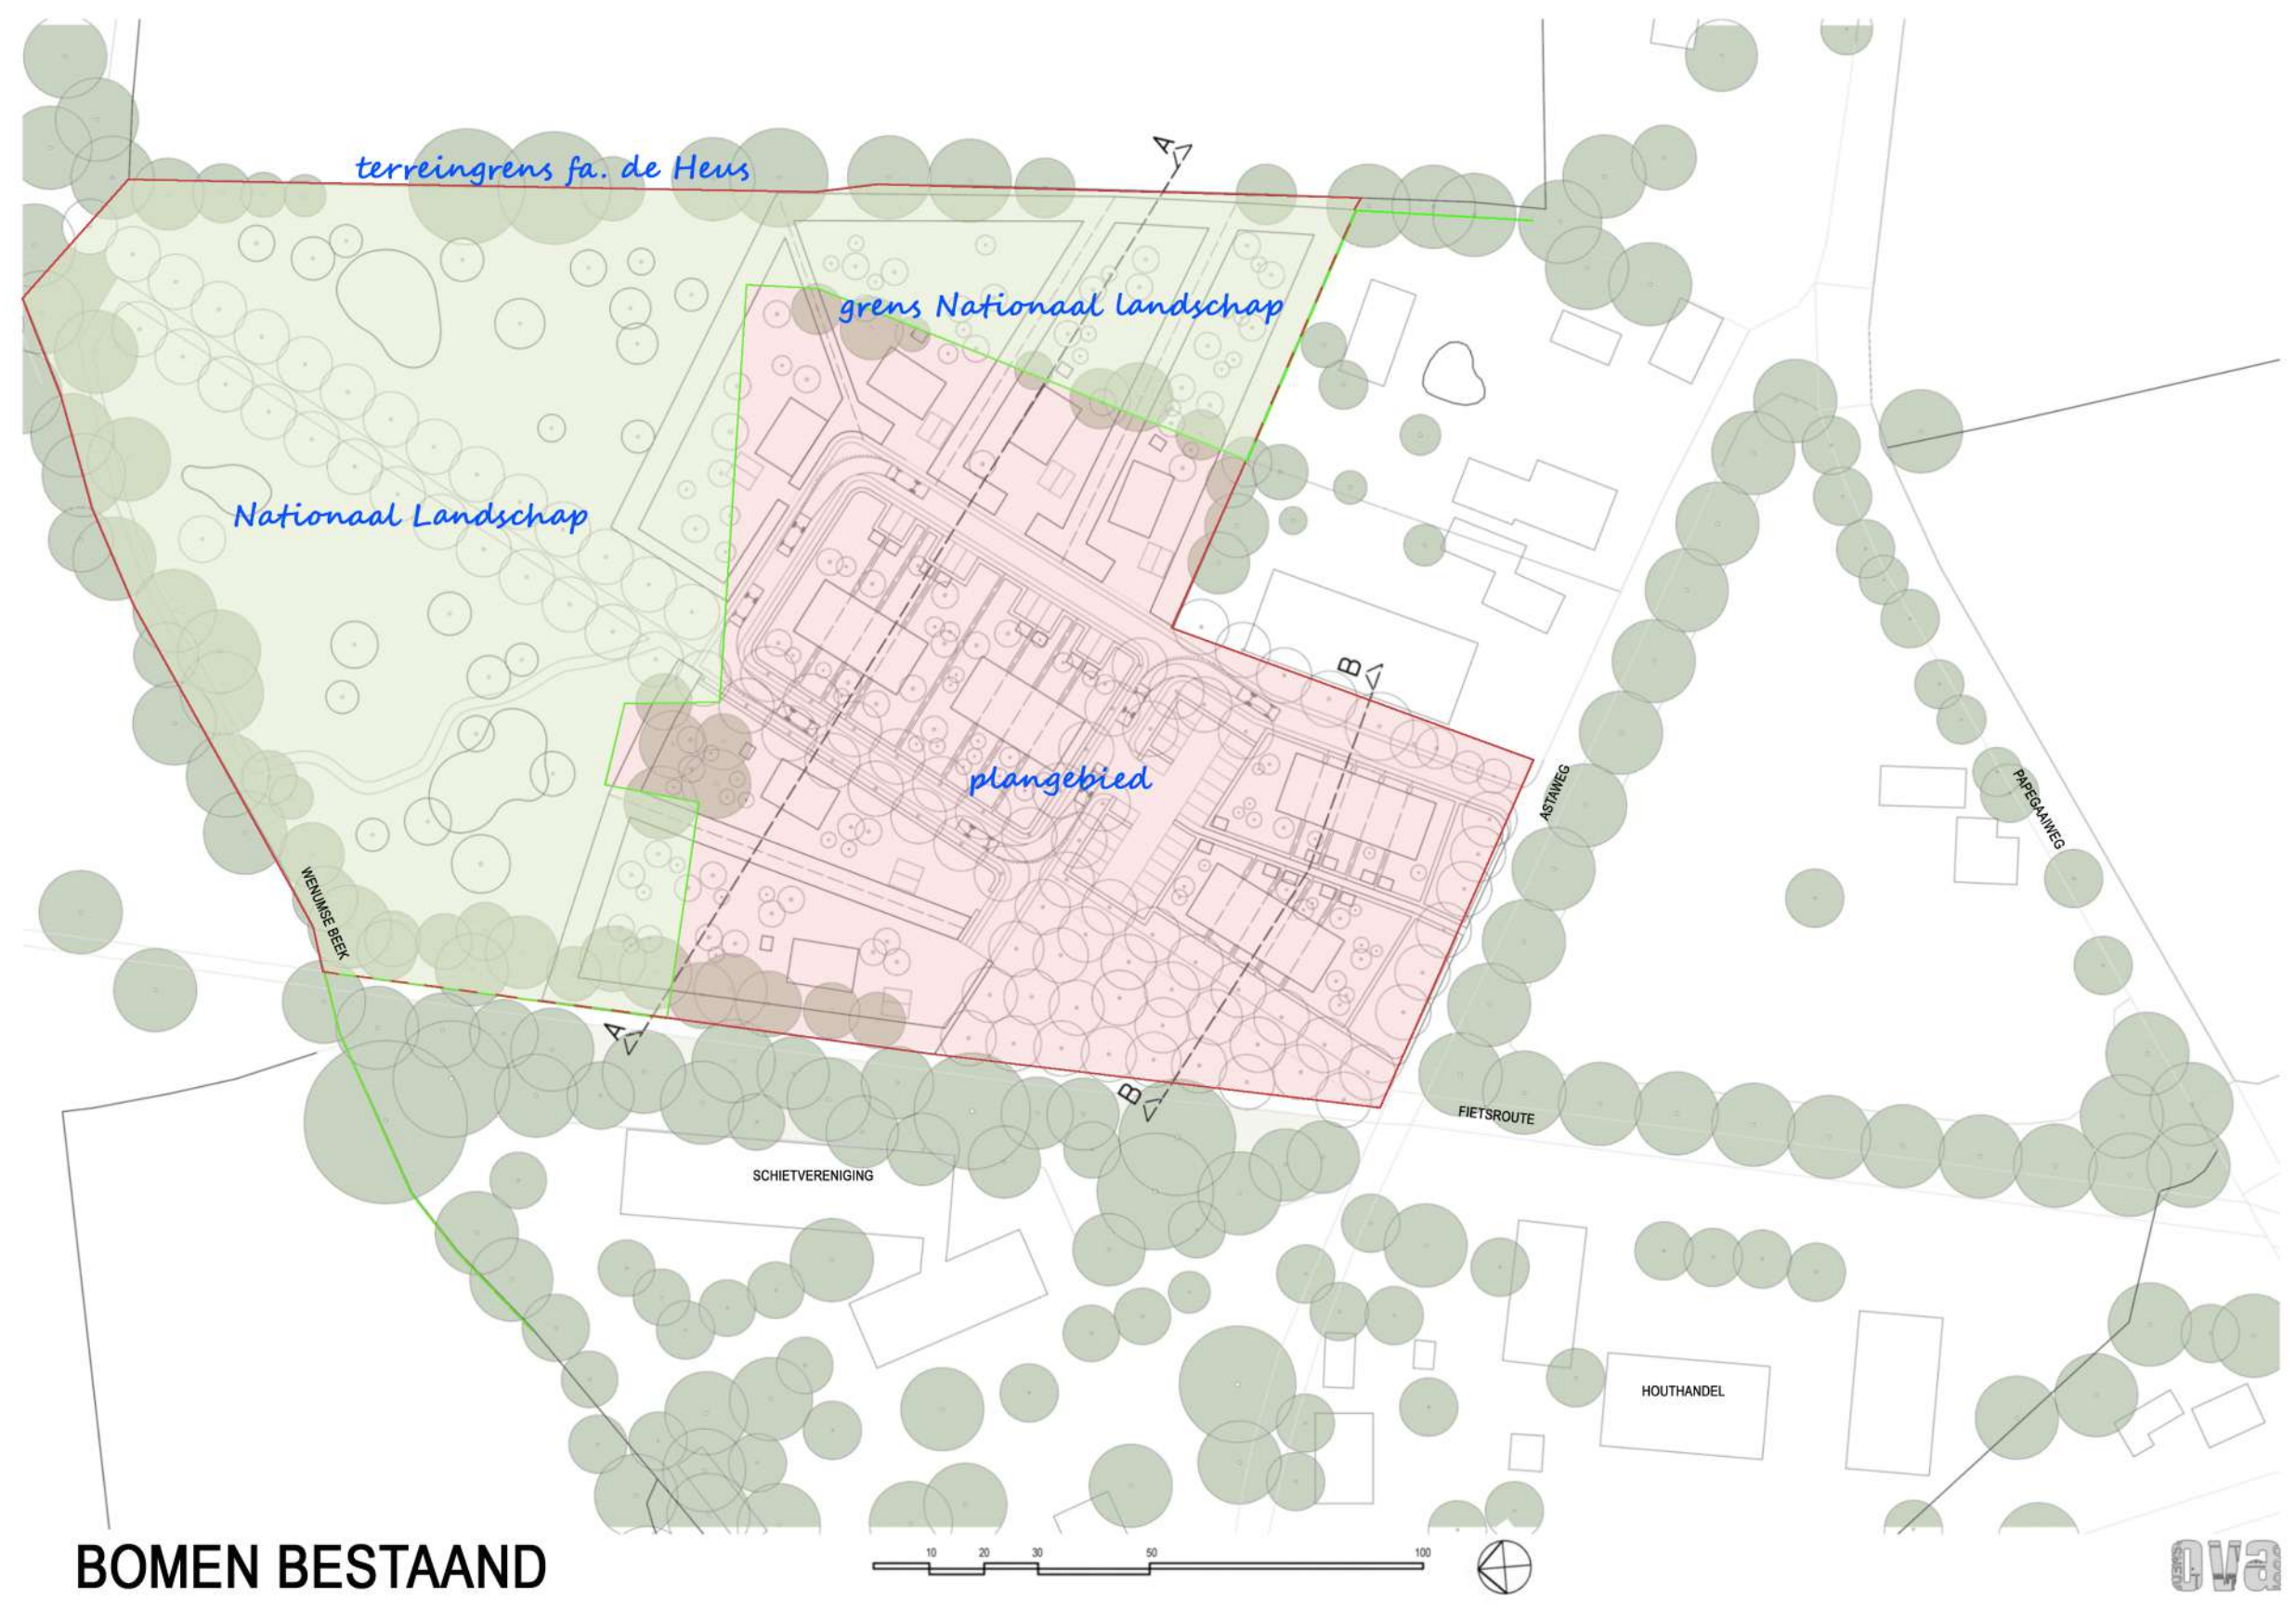 terreingrens fa. de Heus
A
grens Nationaal landschap
Nationaal Landschap
B
plangebied
ASTAWEG
PAPEGAAIWEG
WENUMSE BEEK
A
B
FIETSROUTE
SCHIETVERENIGING
HOUTHANDEL
BOMEN BESTAAND
10 20 30 50 100
ova